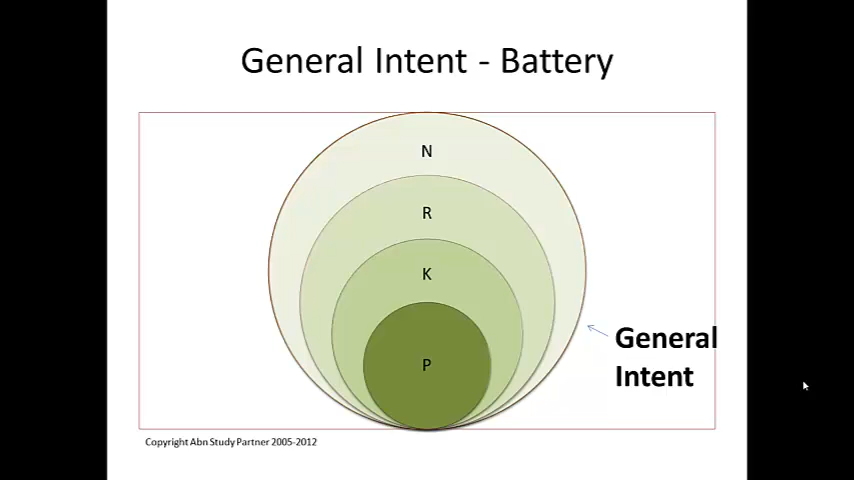 General Intent - Battery
N
R
K
P
General
Intent
Copyright Abn Study Partner 2005-2012